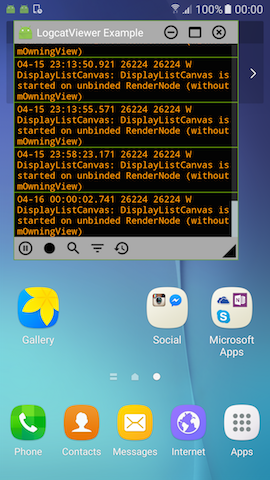 100% 00:00
LogcatViewer Example
mOwningView)
04-15 23:13:50.921 26224 26224 W
DisplayListCanvas: DisplayListCanvas is
started on unbinded RenderNode (without
mOwningView)
04-15 23:13:55.571 26224 26224 W
DisplayListCanvas: DisplayListCanvas is
started on unbinded RenderNode (without
mOwningView)
04-15 23:58:23.171 26224 26224 W
DisplayListCanvas: DisplayListCanvas is
started on unbinded RenderNode (without
mOwningView)
04-16 00:00:02.741 26224 26224 W
DisplayListCanvas: DisplayListCanvas is
started on unbinded RenderNode (without
mOwningView)
Gallery
Social
Microsoft
Apps
Phone
Contacts
Messages
Internet
Apps